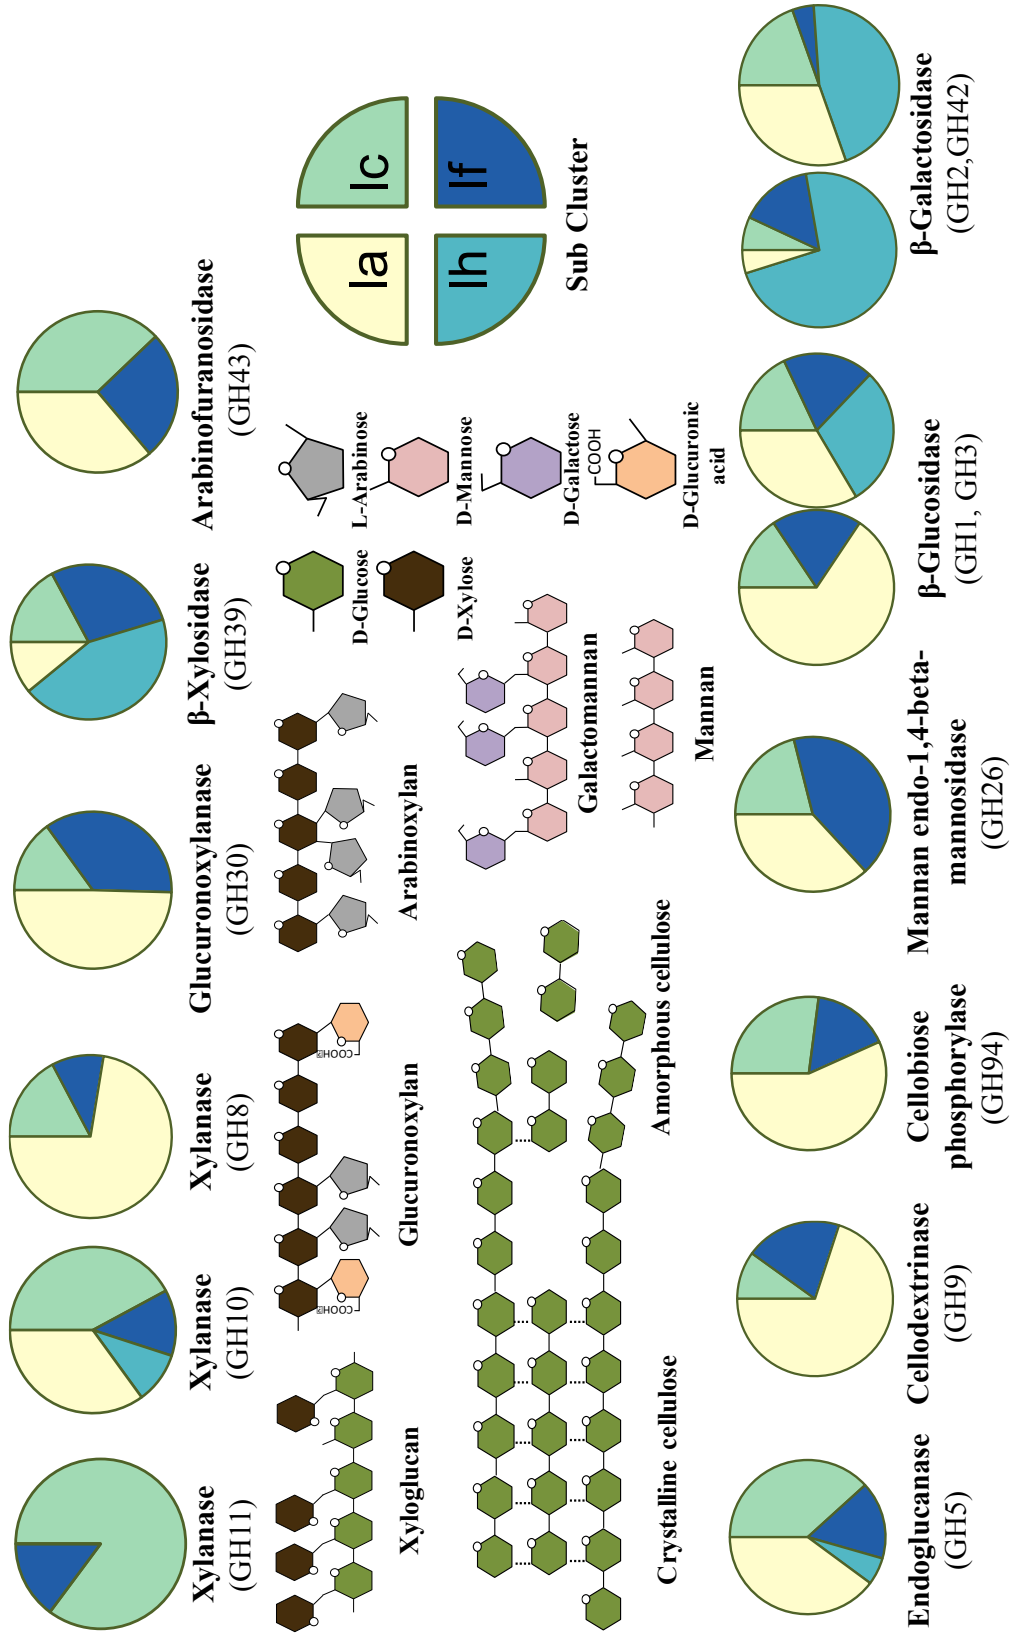 Xylanase
(GH11)
Xylanase
(GH10)
Xylanase
(GH8)
Glucuronoxylanase
(GH30)
β-Xylosidase
(GH39)
Arabinofuranosidase
(GH43)
Xyloglucan
COOH
COOH
Glucuronoxylan
Arabinoxylan
D-Glucose
D-Xylose
L-Arabinose
D-Mannose
D-Galactose
COOH
D-Glucuronic
acid
Ia
Ic
Ih
If
Sub Cluster
Crystalline cellulose
Amorphous cellulose
Galactomannan
Mannan
Endoglucanase
(GH5)
Cellodextrinase
(GH9)
Cellobiose
phosphorylase
(GH94)
Mannan endo-1,4-beta-
mannosidase
(GH26)
β-Glucosidase
(GH1, GH3)
β-Galactosidase
(GH2,GH42)